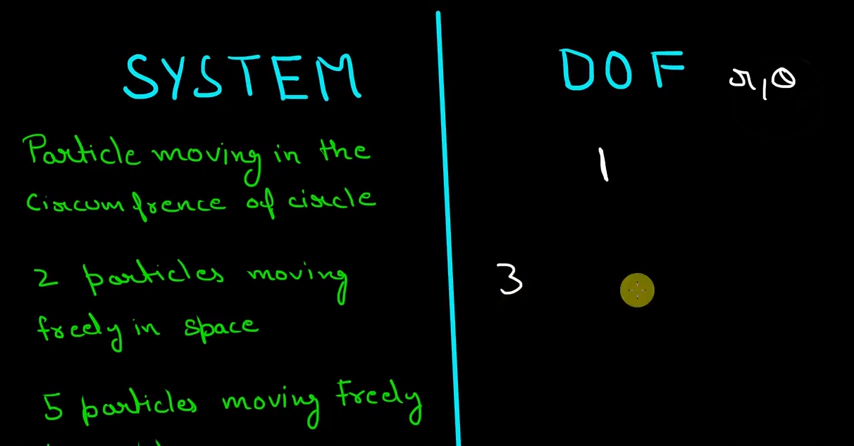 SYSTEM
DOF r,θ
Particle moving in the
circumfrence of circle
1
2 particles moving
freely in space
3
5 particles moving Freely